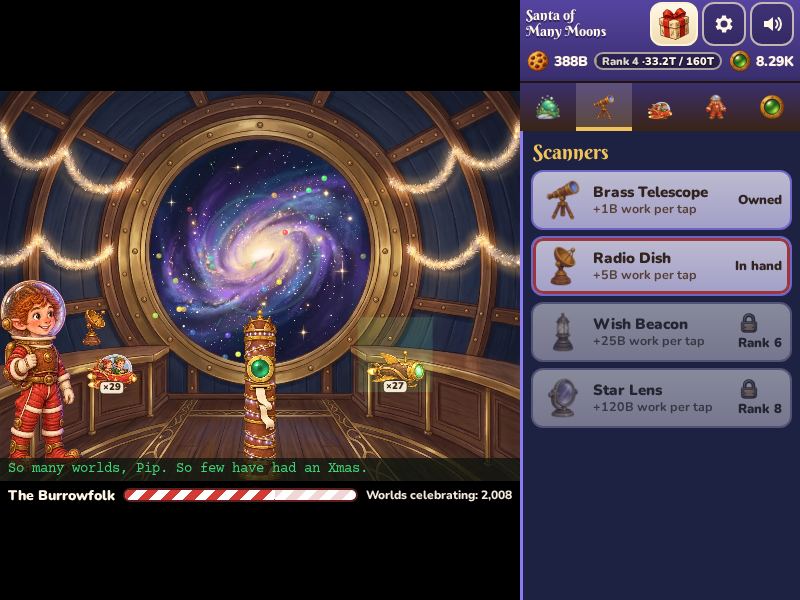 Santa of
Many Moons
388B
Rank 4 · 33.2T / 160T
8.29K
Scanners
Brass Telescope
+1B work per tap
Owned
Radio Dish
+5B work per tap
In hand
Wish Beacon
+25B work per tap
Rank 6
Star Lens
+120B work per tap
Rank 8
×29
×27
So many worlds, Pip. So few have had an Xmas.
The Burrowfolk
Worlds celebrating: 2,008